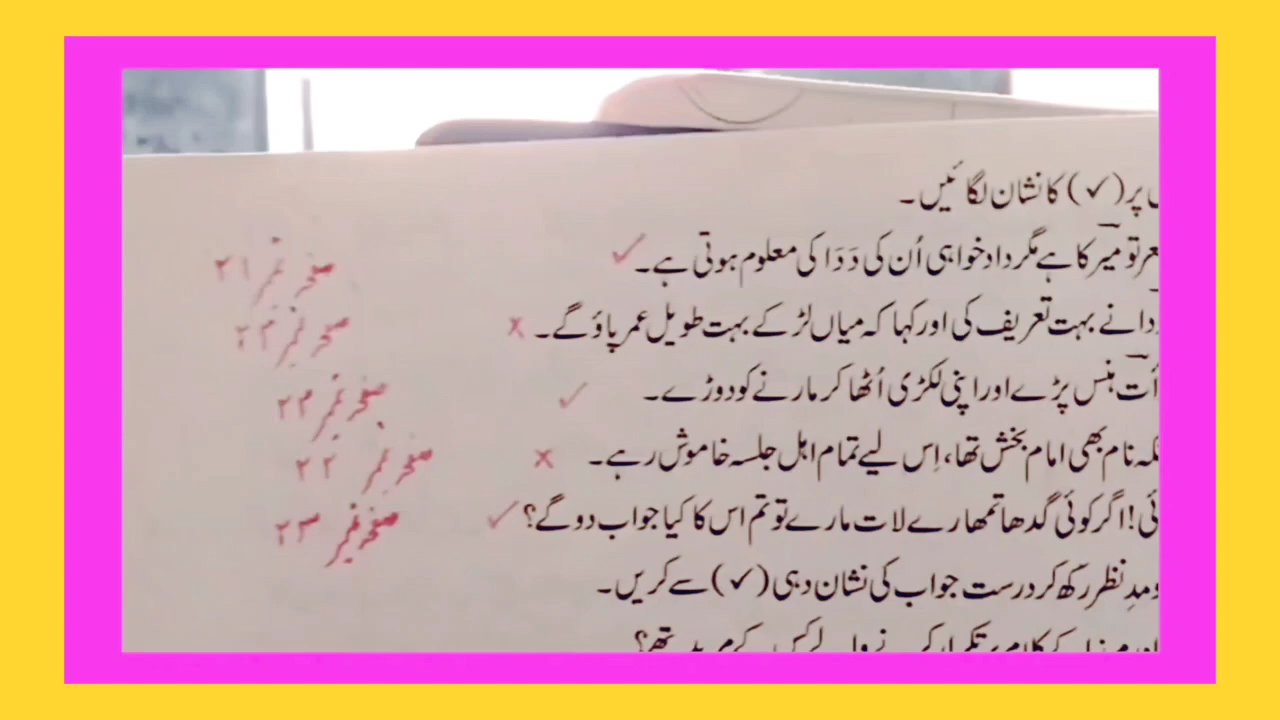 پر (✓) کا نشان لگائیں۔
تو میر کا ہے مگر داد خواہی اُن کی دَدَا کی معلوم ہوتی ہے۔ ✓ صفحہ نمبر ۲۱
نے بہت تعریف کی اور کہا کہ میاں لڑکے بہت طویل عمر پاؤ گے۔ x صفحہ نمبر ۲۳
ہنس پڑے اور اپنی لکڑی اُٹھا کر مارنے کو دوڑے۔ ✓ صفحہ نمبر ۲۳
نام بھی امام بخش تھا، اِس لیے تمام اہل جلسہ خاموش رہے۔ x صفحہ نمبر ۲۲
اگر کوئی گدھا تمھارے لات مارے تو تم اس کا کیا جواب دو گے؟ ✓ صفحہ نمبر ۲۳
مدِنظر رکھ کر درست جواب کی نشان دہی (✓) سے کریں۔